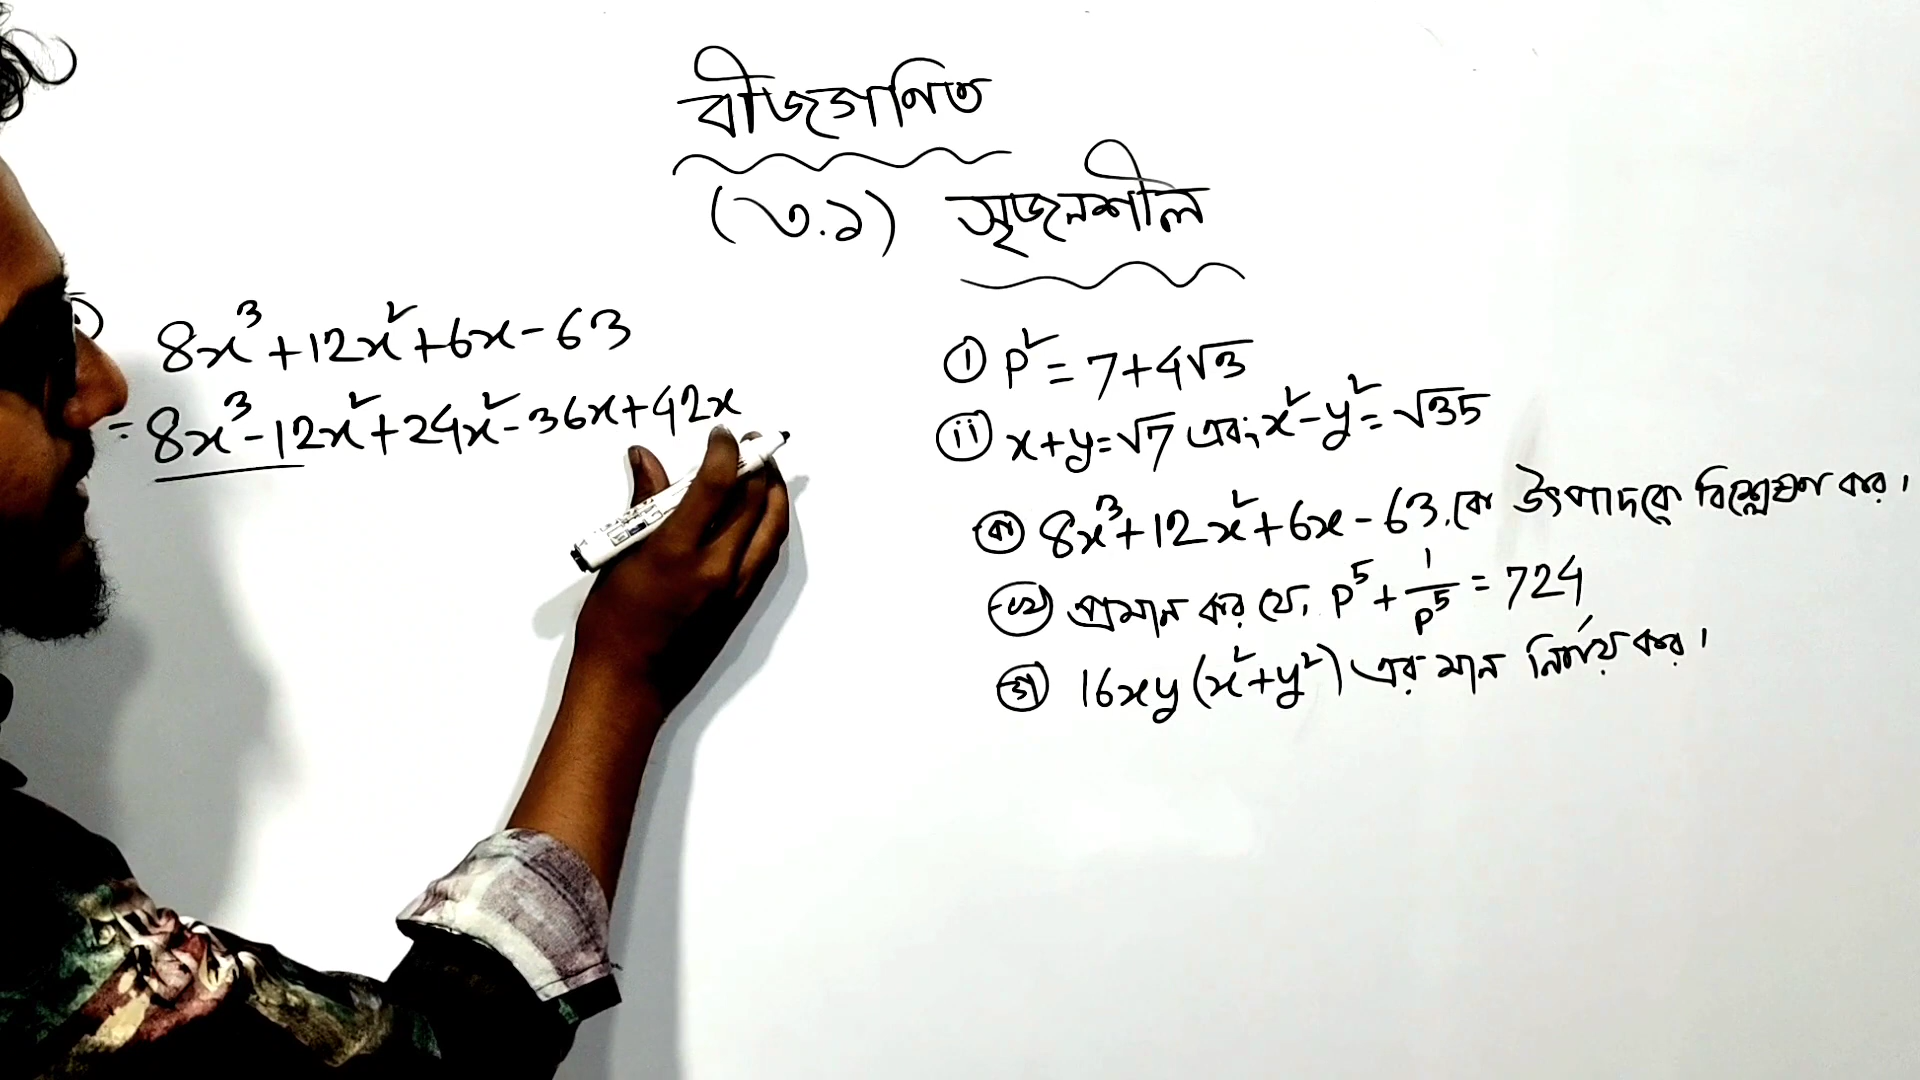 বীজগনিত
(৩.১) সৃজনশীল
8x³+12x²+6x-63
=8x³-12x²+24x²-36x+42x
(i) P²=7+4√3
(ii) x+y=√7 এবং x²-y²=√35
(ক) 8x³+12x²+6x-63. কে উৎপাদকে বিশ্লেষণ কর।
(খ) প্রমান কর যে, P⁵+1/P⁵=724
(গ) 16xy(x²+y²) এর মান নির্ণয় কর।